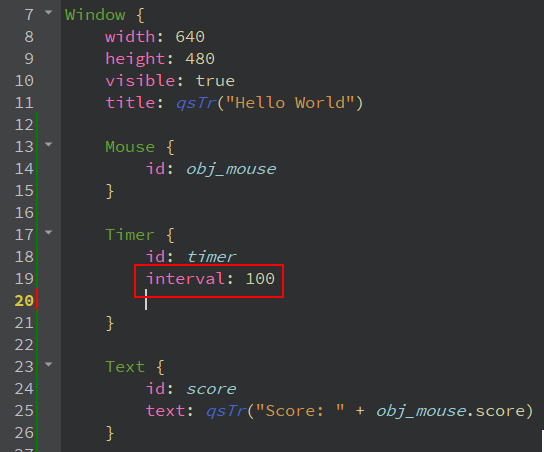 7 Window {
8 width: 640
9 height: 480
10 visible: true
11 title: qsTr("Hello World")
12
13 Mouse {
14 id: obj_mouse
15 }
16
17 Timer {
18 id: timer
19 interval: 100
20
21 }
22
23 Text {
24 id: score
25 text: qsTr("Score: " + obj_mouse.score)
26 }
27